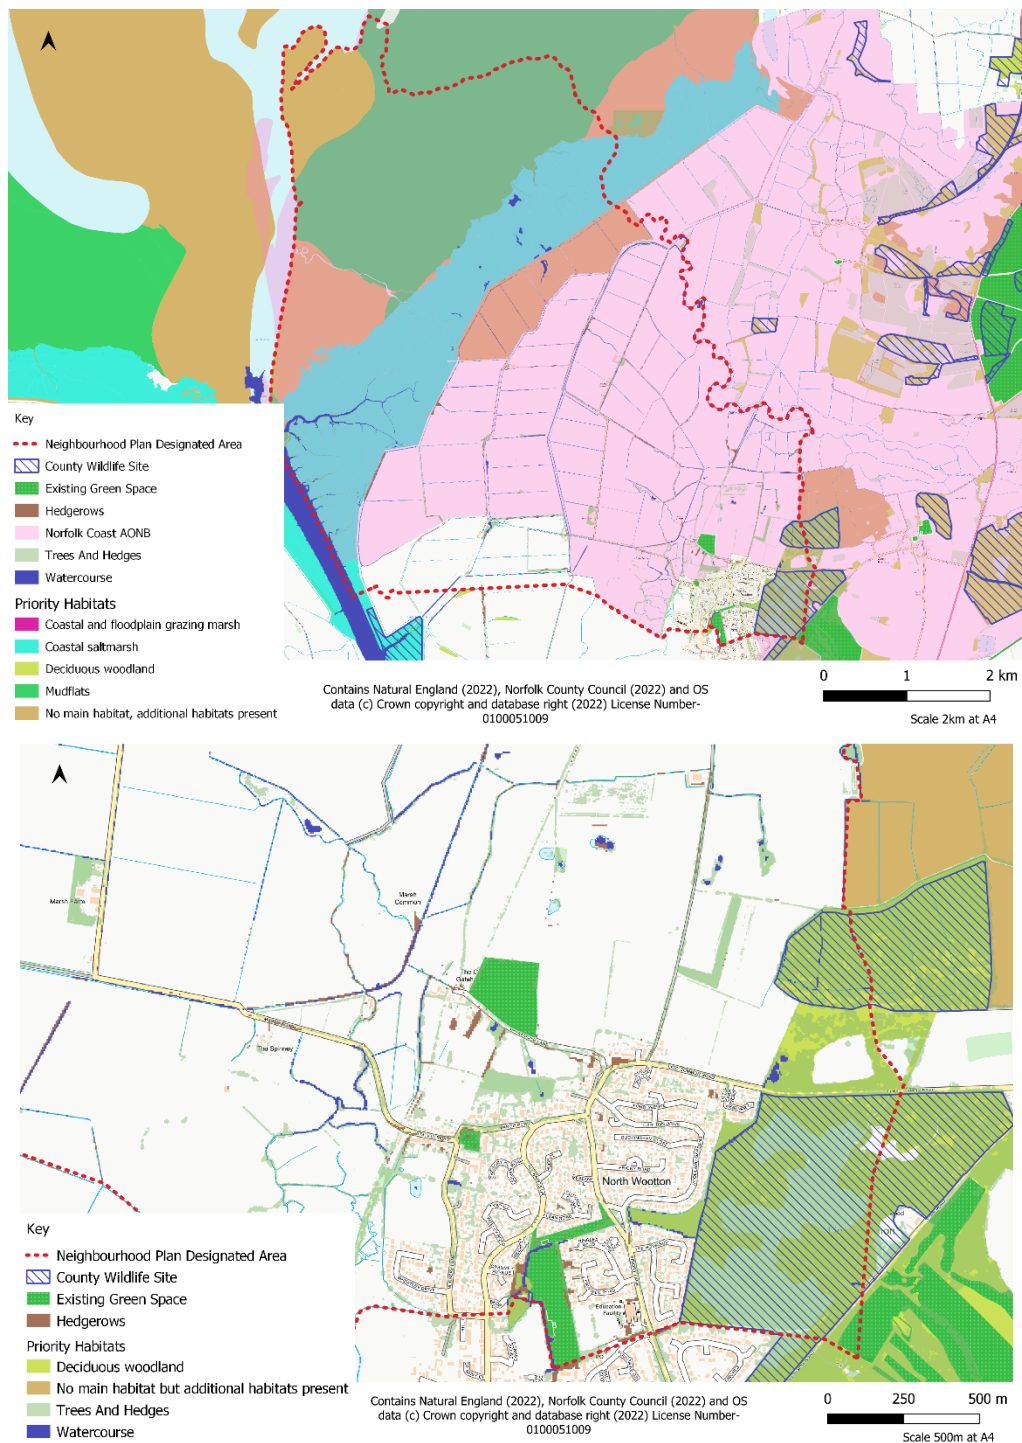 Key
Neighbourhood Plan Designated Area
County Wildlife Site
Existing Green Space
Hedgerows
Norfolk Coast AONB
Trees And Hedges
Watercourse
Priority Habitats
Coastal and floodplain grazing marsh
Coastal saltmarsh
Deciduous woodland
Mudflats
No main habitat, additional habitats present
Contains Natural England (2022), Norfolk County Council (2022) and OS
data (c) Crown copyright and database right (2022) License Number-
0100051009
0 1 2 km
Scale 2km at A4
Marsh Farm
Marsh
Common
The Spinney
North Wootton
Education
Facility
Key
Neighbourhood Plan Designated Area
County Wildlife Site
Existing Green Space
Hedgerows
Priority Habitats
Deciduous woodland
No main habitat but additional habitats present
Trees And Hedges
Watercourse
Contains Natural England (2022), Norfolk County Council (2022) and OS
data (c) Crown copyright and database right (2022) License Number-
0100051009
0 250 500 m
Scale 500m at A4